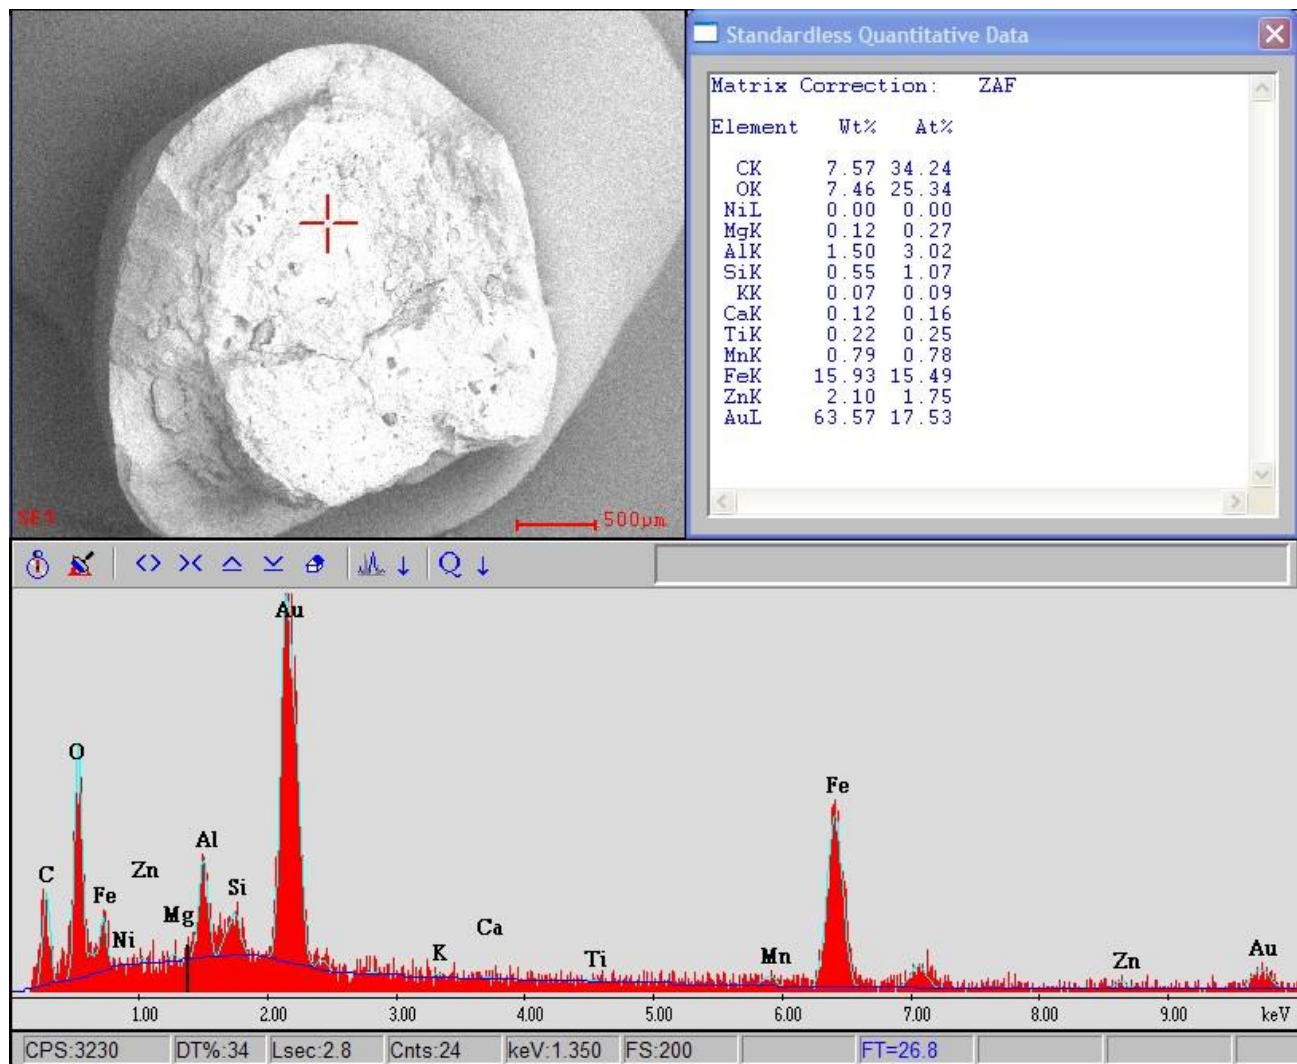 Standardless Quantitative Data
Matrix Correction: ZAF
Element Wt% At%
CK 7.57 34.24
OK 7.46 25.34
NiL 0.00 0.00
MgK 0.12 0.27
AlK 1.50 3.02
SiK 0.55 1.07
KK 0.07 0.09
CaK 0.12 0.16
TiK 0.22 0.25
MnK 0.79 0.78
FeK 15.93 15.49
ZnK 2.10 1.75
AuL 63.57 17.53
SE1
500µm
Q
Au
O
Fe
Al
Zn
C
Fe
Si
Mg
Ni
Ca
K
Ti
Mn
Zn
Au
1.00 2.00 3.00 4.00 5.00 6.00 7.00 8.00 9.00 keV
CPS:3230 DT%:34 Lsec:2.8 Cnts:24 keV:1.350 FS:200 FT=26.8